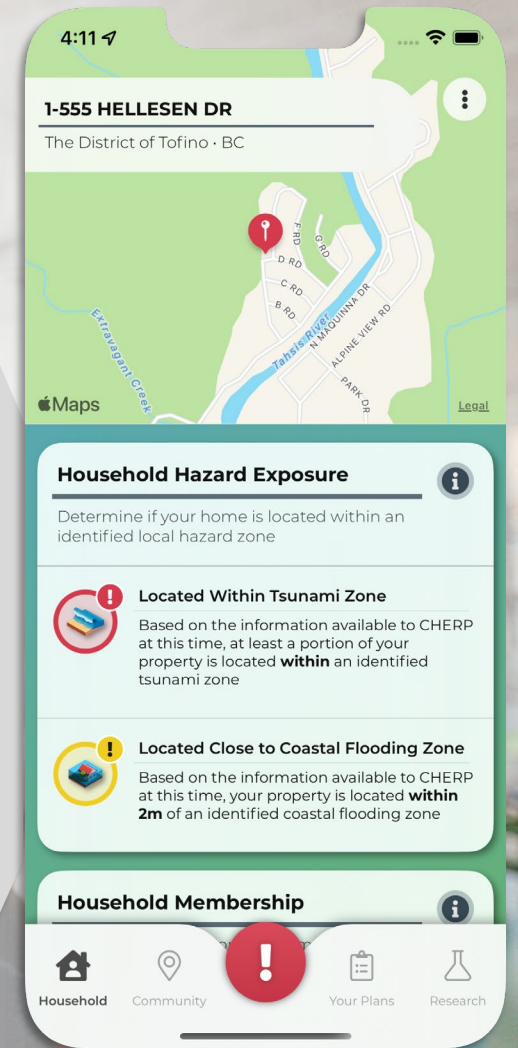 4:11
1-555 HELLESEN DR
The District of Tofino · BC
F RD
G RD
D RD
C RD
B RD
N MAQUINNA DR
Tahsis River
ALPINE VIEW RD
PARK DR
Extravagant Creek
Maps
Legal
Household Hazard Exposure
Determine if your home is located within an
identified local hazard zone
Located Within Tsunami Zone
Based on the information available to CHERP
at this time, at least a portion of your
property is located within an identified
tsunami zone
Located Close to Coastal Flooding Zone
Based on the information available to CHERP
at this time, your property is located within
2m of an identified coastal flooding zone
Household Membership
Household
Community
Your Plans
Research